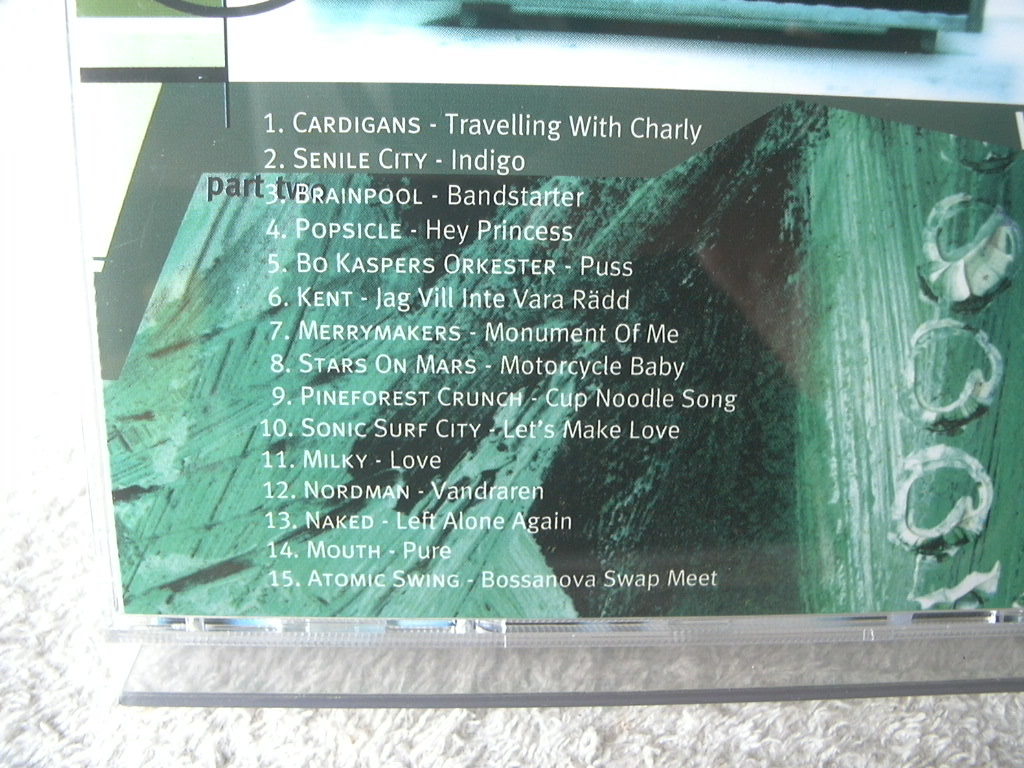 1. CARDIGANS - Travelling With Charly
2. SENILE CITY - Indigo
part two
3. BRAINPOOL - Bandstarter
4. POPSICLE - Hey Princess
5. BO KASPERS ORKESTER - Puss
6. KENT - Jag Vill Inte Vara Rädd
7. MERRYMAKERS - Monument Of Me
8. STARS ON MARS - Motorcycle Baby
9. PINEFOREST CRUNCH - Cup Noodle Song
10. SONIC SURF CITY - Let's Make Love
11. MILKY - Love
12. NORDMAN - Vandraren
13. NAKED - Left Alone Again
14. MOUTH - Pure
15. ATOMIC SWING - Bossanova Swap Meet